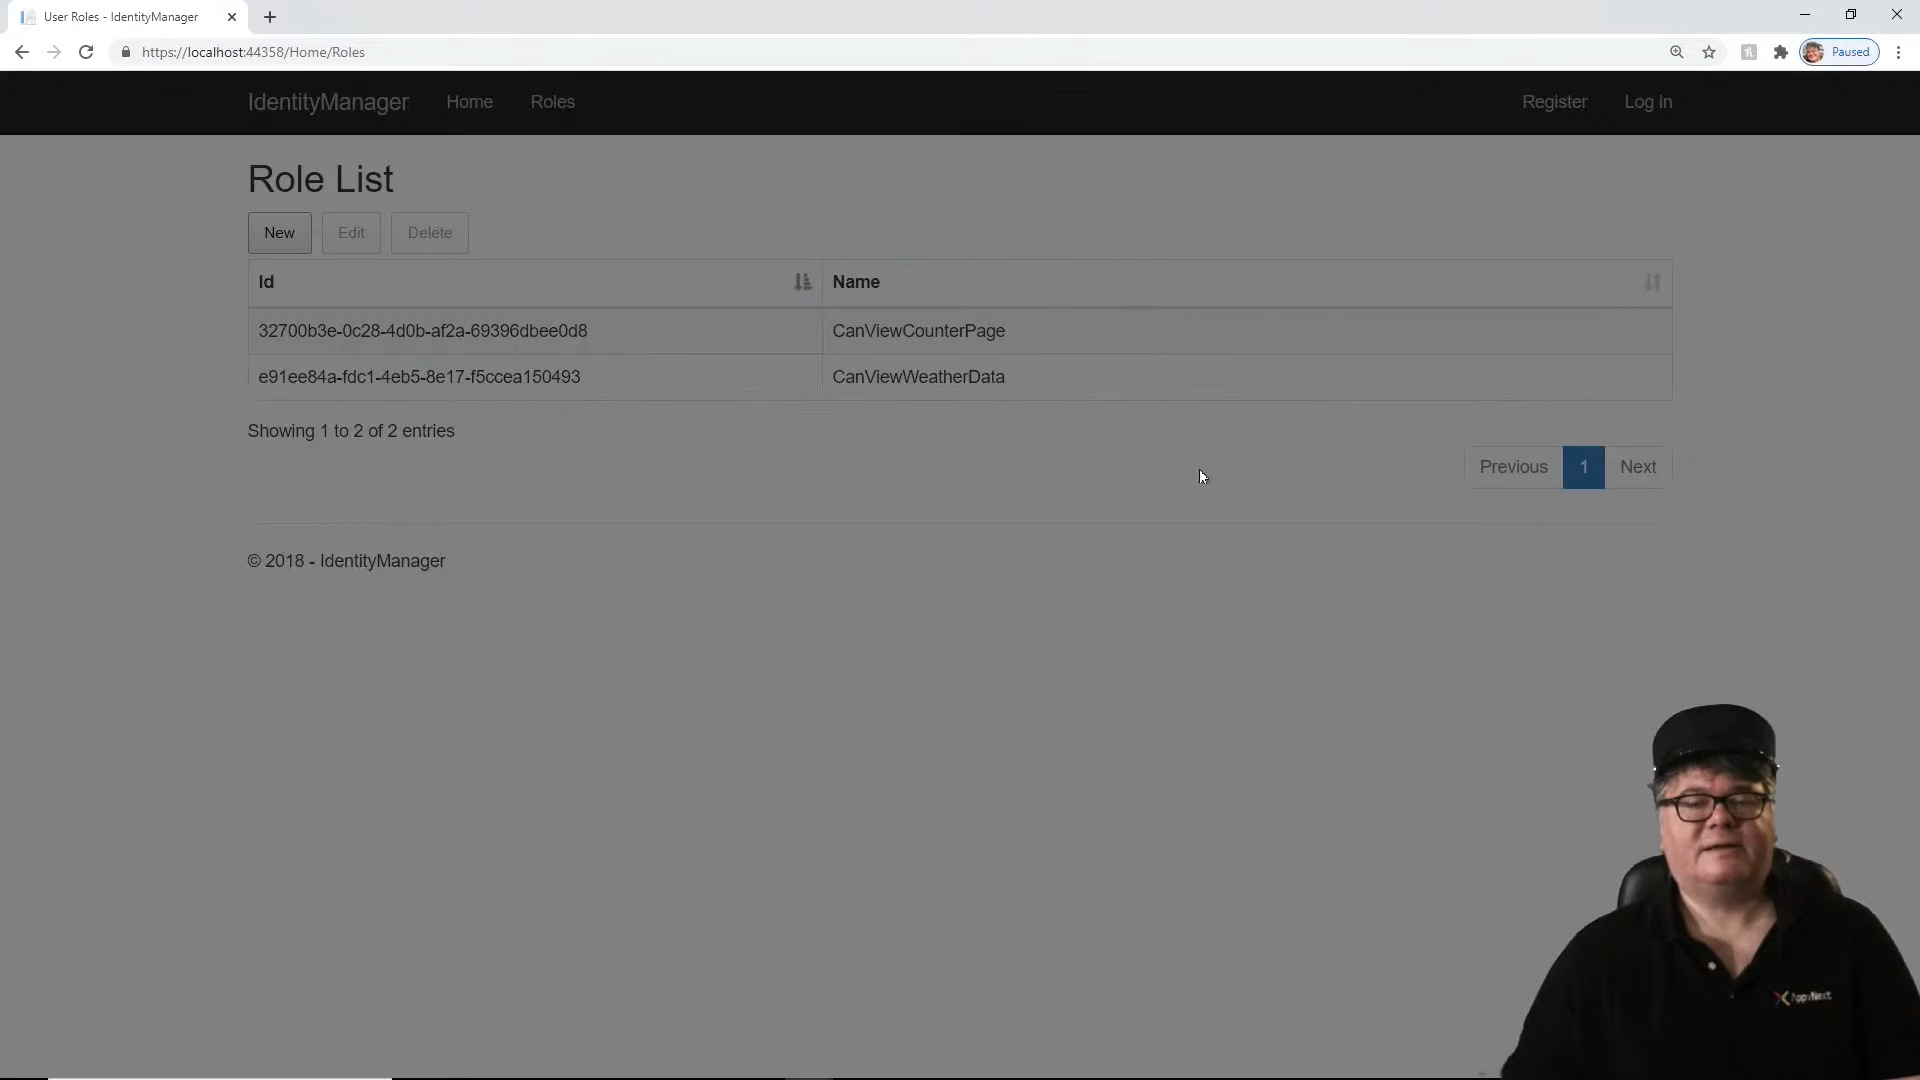 User Roles - IdentityManager
https://localhost:44358/Home/Roles
Paused
IdentityManager Home Roles Register Log in
Role List
New Edit Delete
Id Name
32700b3e-0c28-4d0b-af2a-69396dbee0d8 CanViewCounterPage
e91ee84a-fdc1-4eb5-8e17-f5ccea150493 CanViewWeatherData
Showing 1 to 2 of 2 entries
Previous 1 Next
© 2018 - IdentityManager
AppvNext